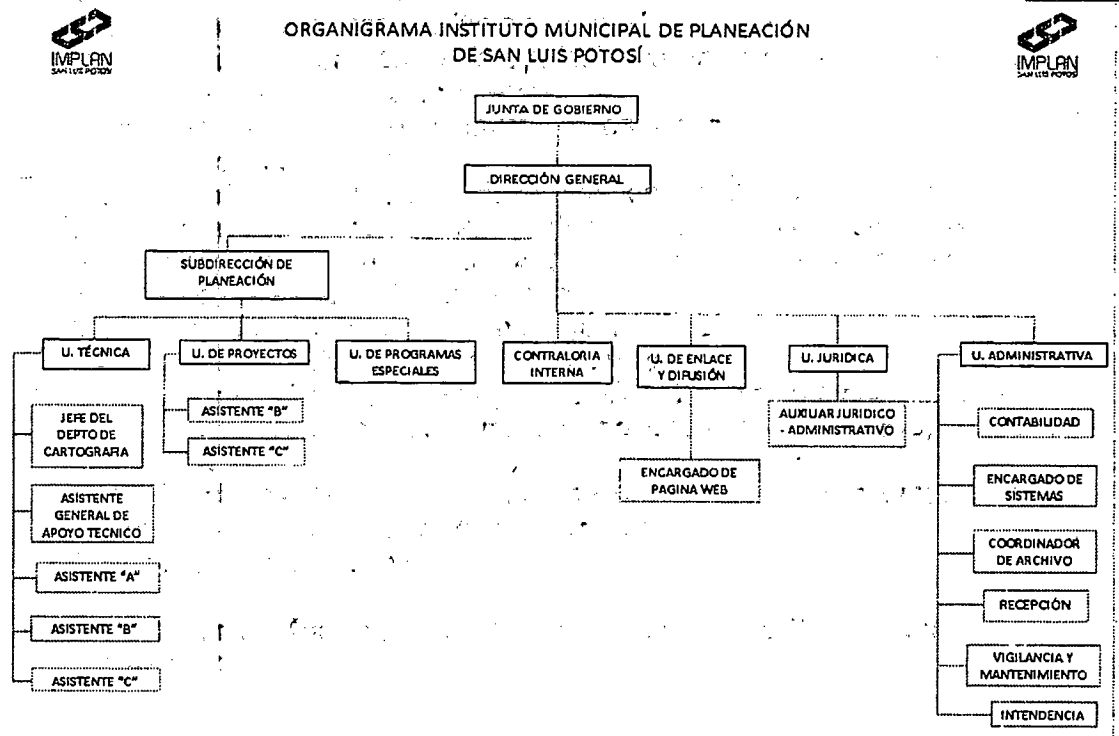 IMPLAN
SAN LUIS POTOSÍ
ORGANIGRAMA INSTITUTO MUNICIPAL DE PLANEACIÓN
DE SAN LUIS POTOSÍ
IMPLAN
SAN LUIS POTOSÍ
JUNTA DE GOBIERNO
DIRECCIÓN GENERAL
SUBDIRECCIÓN DE
PLANEACIÓN
U. TÉCNICA
U. DE PROYECTOS
U. DE PROGRAMAS
ESPECIALES
CONTRALORIA
INTERNA
U. DE ENLACE
Y DIFUSIÓN
U. JURIDICA
U. ADMINISTRATIVA
JEFE DEL
DEPTO DE
CARTOGRAFIA
ASISTENTE
GENERAL DE
APOYO TECNICO
ASISTENTE "A"
ASISTENTE "B"
ASISTENTE "C"
ASISTENTE "B"
ASISTENTE "C"
ENCARGADO DE
PAGINA WEB
AUXILIAR JURIDICO
- ADMINISTRATIVO
CONTABILIDAD
ENCARGADO DE
SISTEMAS
COORDINADOR
DE ARCHIVO
RECEPCIÓN
VIGILANCIA Y
MANTENIMIENTO
INTENDENCIA